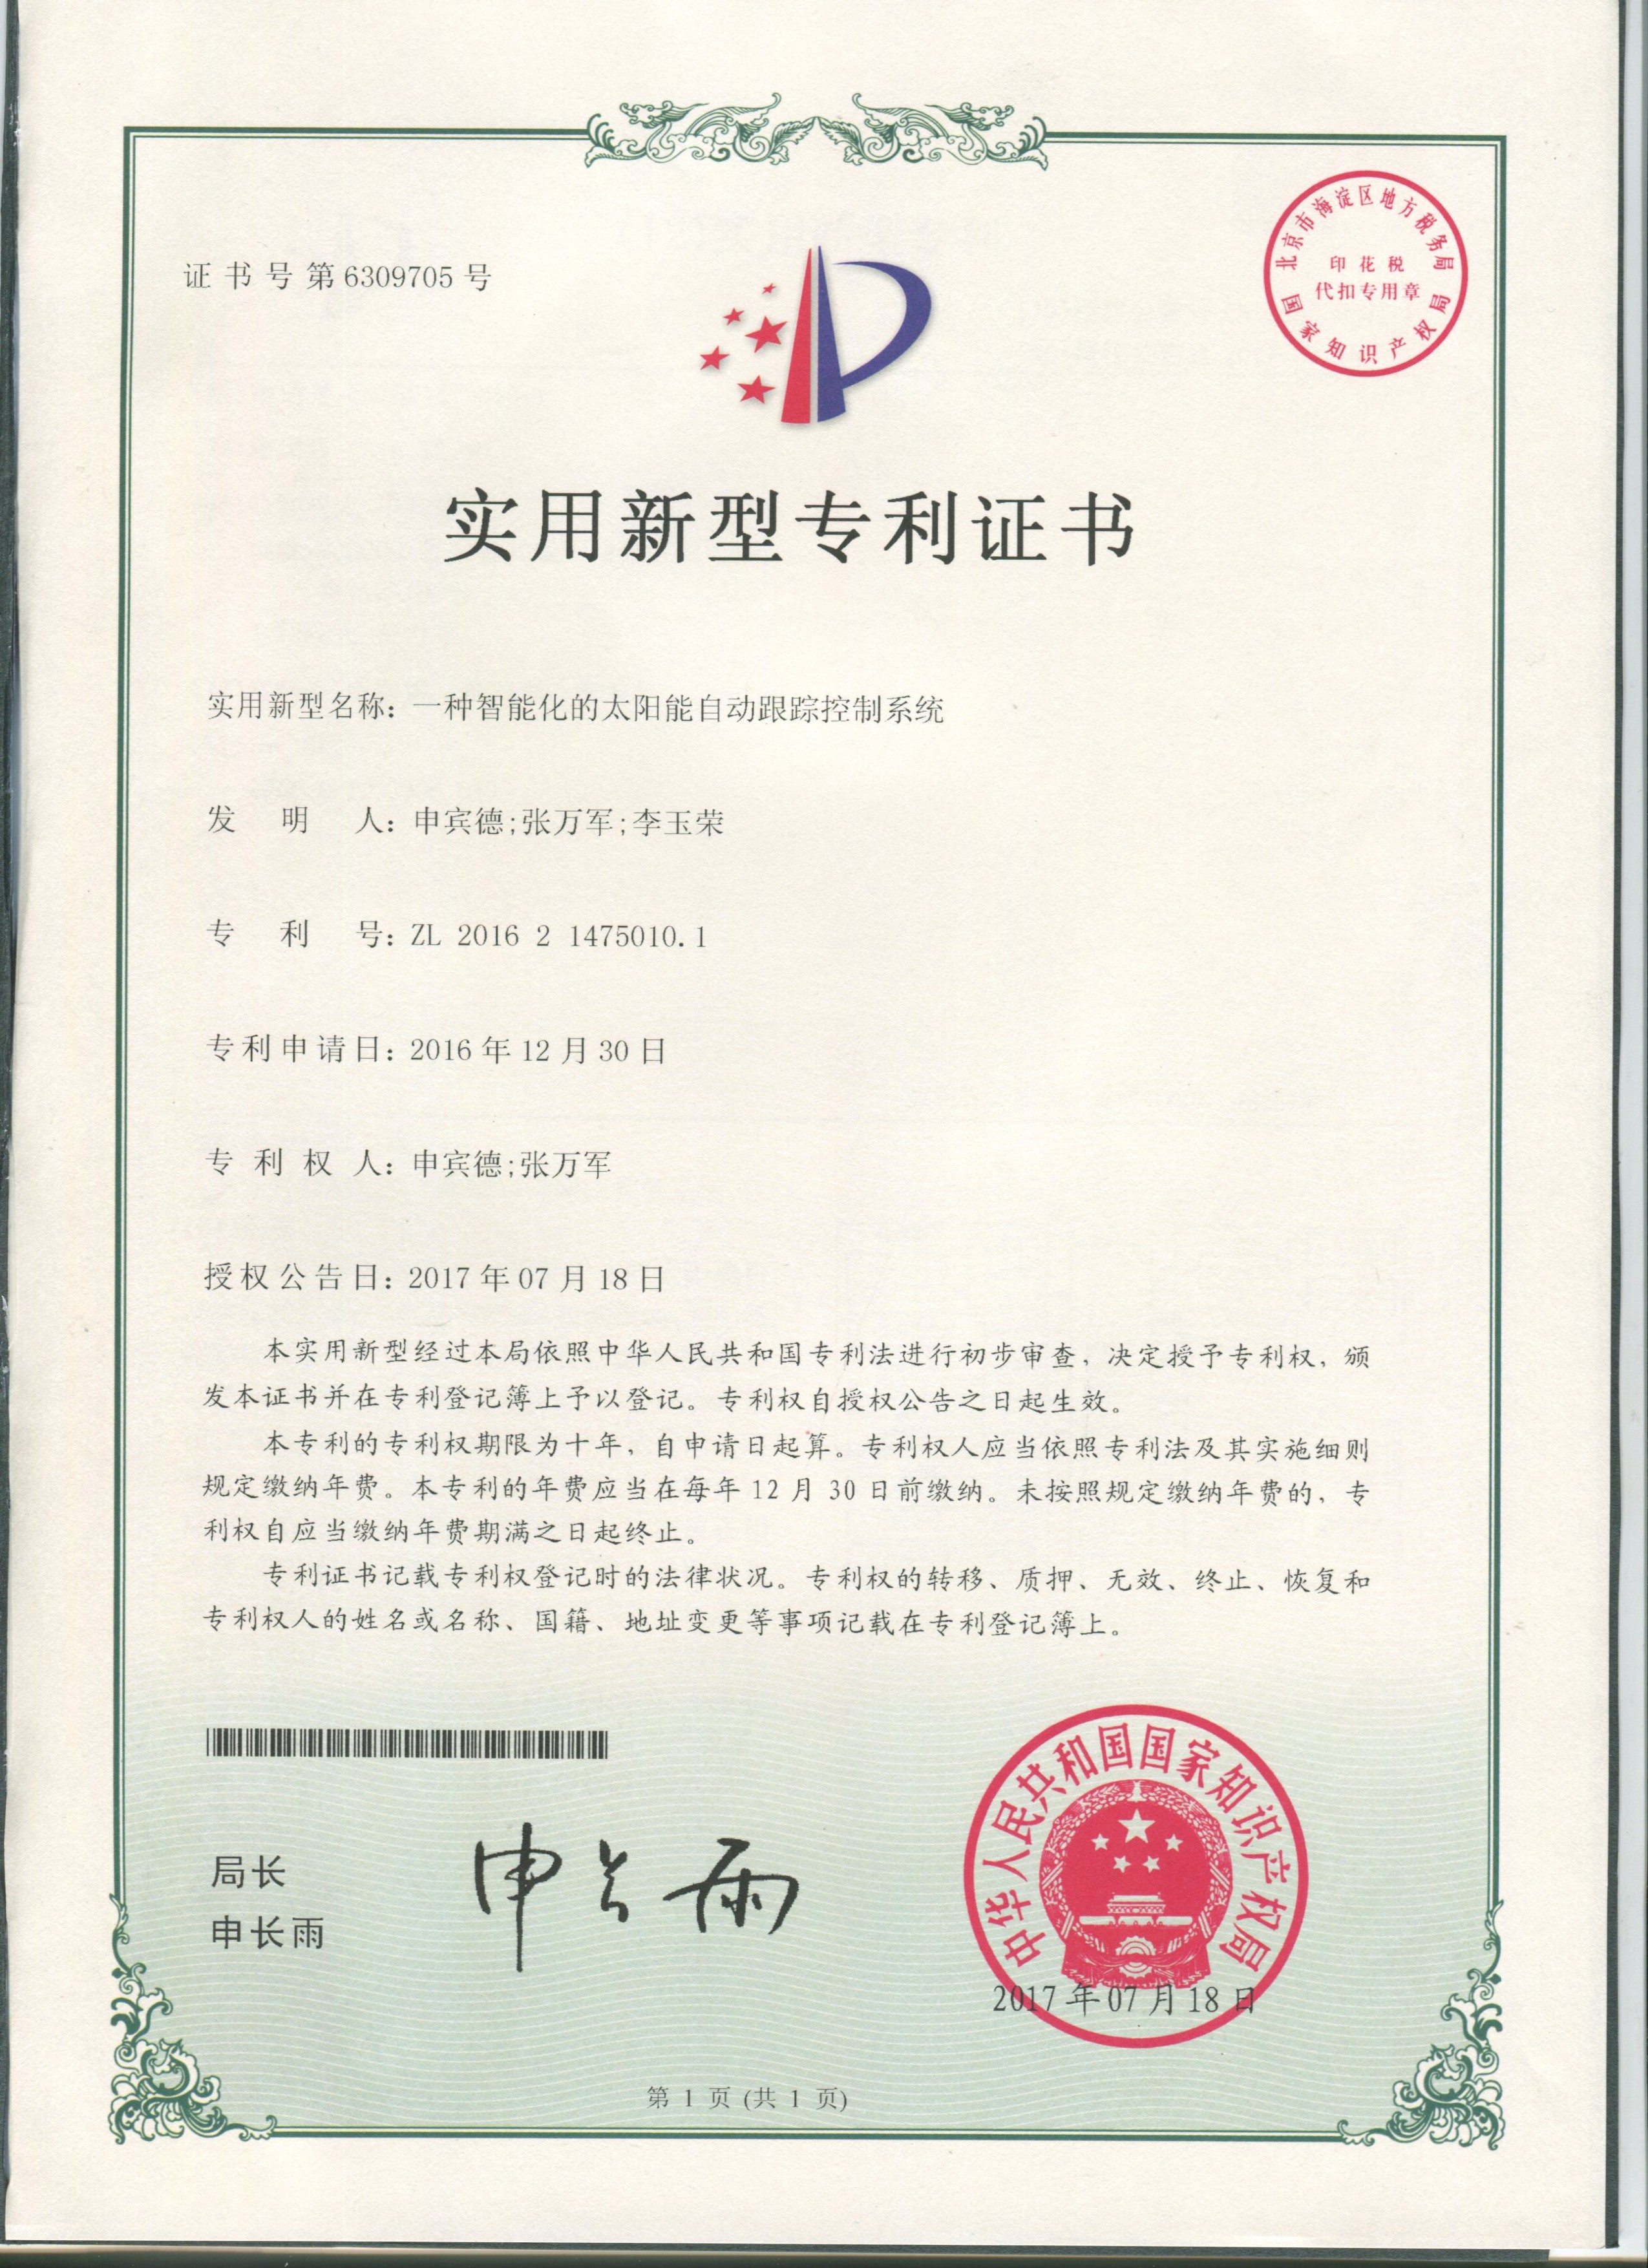 证书号第6309705号
北京市海淀区地方税务局
印花税
代扣专用章
国家知识产权局
实用新型专利证书
实用新型名称：一种智能化的太阳能自动跟踪控制系统
发明人：申宾德;张万军;李玉荣
专利号：ZL 2016 2 1475010.1
专利申请日：2016年12月30日
专利权人：申宾德;张万军
授权公告日：2017年07月18日
本实用新型经过本局依照中华人民共和国专利法进行初步审查，决定授予专利权，颁
发本证书并在专利登记簿上予以登记。专利权自授权公告之日起生效。
本专利的专利权期限为十年，自申请日起算。专利权人应当依照专利法及其实施细则
规定缴纳年费。本专利的年费应当在每年12月30日前缴纳。未按照规定缴纳年费的，专
利权自应当缴纳年费期满之日起终止。
专利证书记载专利权登记时的法律状况。专利权的转移、质押、无效、终止、恢复和
专利权人的姓名或名称、国籍、地址变更等事项记载在专利登记簿上。
局长
申长雨
申长雨
中华人民共和国国家知识产权局
2017年07月18日
第 1 页 (共 1 页)